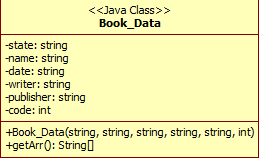 <<Java Class>>
Book_Data
-state: string
-name: string
-date: string
-writer: string
-publisher: string
-code: int
+Book_Data(string, string, string, string, string, int)
+getArr(): String[]